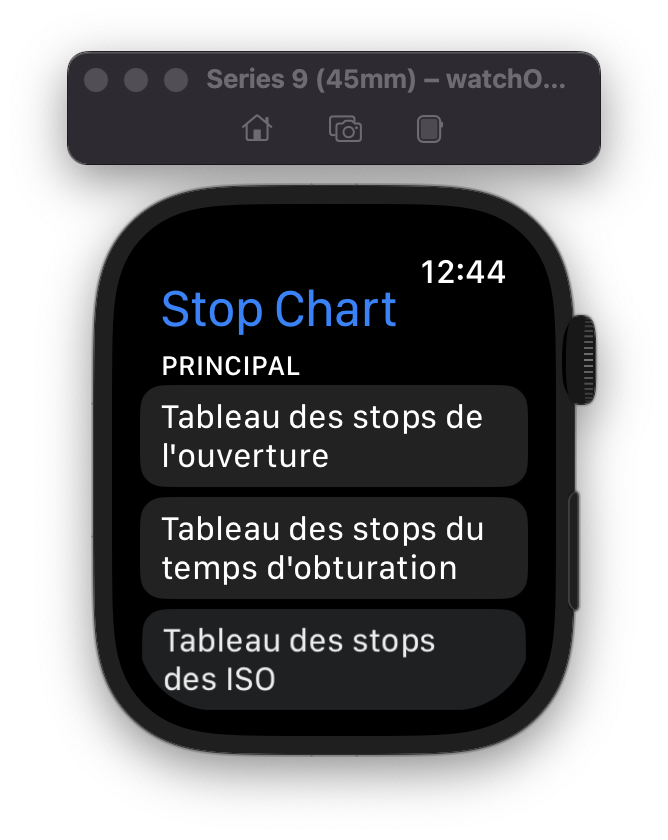 Series 9 (45mm) – watchO...
12:44
Stop Chart
PRINCIPAL
Tableau des stops de
l'ouverture
Tableau des stops du
temps d'obturation
Tableau des stops
des ISO